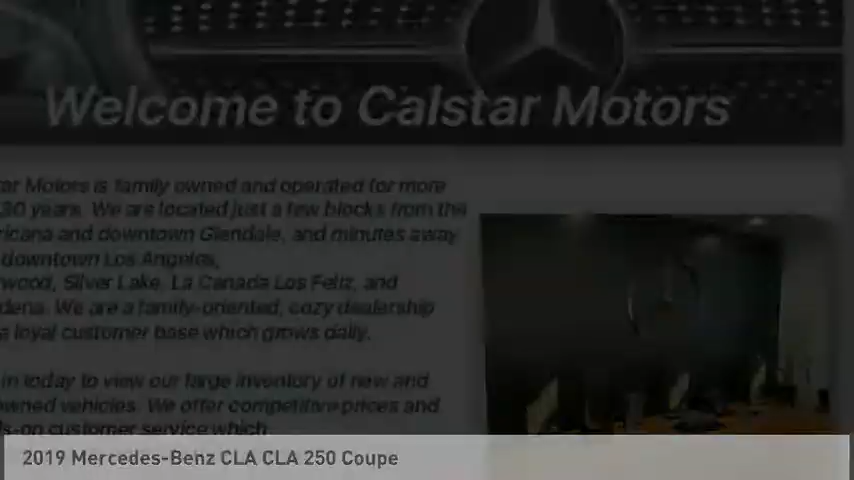 Welcome to Calstar Motors
ar Motors is family owned and operated for more
30 years. We are located just a few blocks from the
ricana and downtown Glendale, and minutes away
downtown Los Angeles,
wood, Silver Lake, La Canada Los Feliz, and
dena. We are a family-oriented, cozy dealership
a loyal customer base which grows daily.
in today to view our large inventory of new and
owned vehicles. We offer competitive prices and
s-on customer service which
2019 Mercedes-Benz CLA CLA 250 Coupe